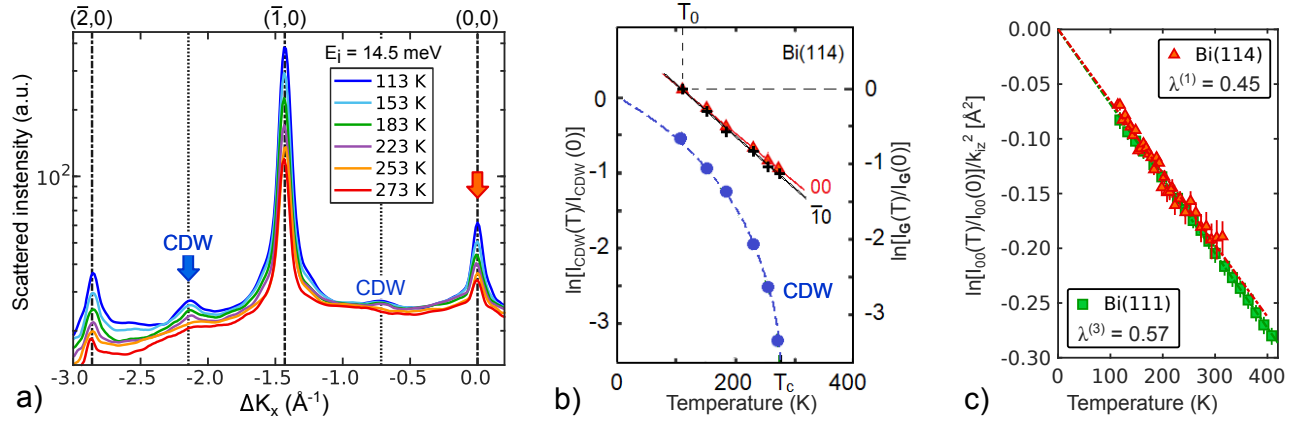 (2̄,0)
(1̄,0)
(0,0)
Scattered instensity (a.u.)
10²
E_i = 14.5 meV
113 K
153 K
183 K
223 K
253 K
273 K
CDW
CDW
-3.0 -2.5 -2.0 -1.5 -1.0 -0.5 0.0
ΔK_x (Å⁻¹)
a)
T_0
Bi(114)
ln[I_CDW(T)/I_CDW(0)]
0
-1
-2
-3
0
-1
-2
-3
ln[I_G(T)/I_G(0)]
00
1̄0
CDW
0 200 T_c 400
Temperature (K)
b)
ln[I_00(T)/I_00(0)]/k_iz² [Å²]
0.00
-0.05
-0.10
-0.15
-0.20
-0.25
-0.30
Bi(114)
λ⁽¹⁾ = 0.45
Bi(111)
λ⁽³⁾ = 0.57
0 100 200 300 400
Temperature (K)
c)